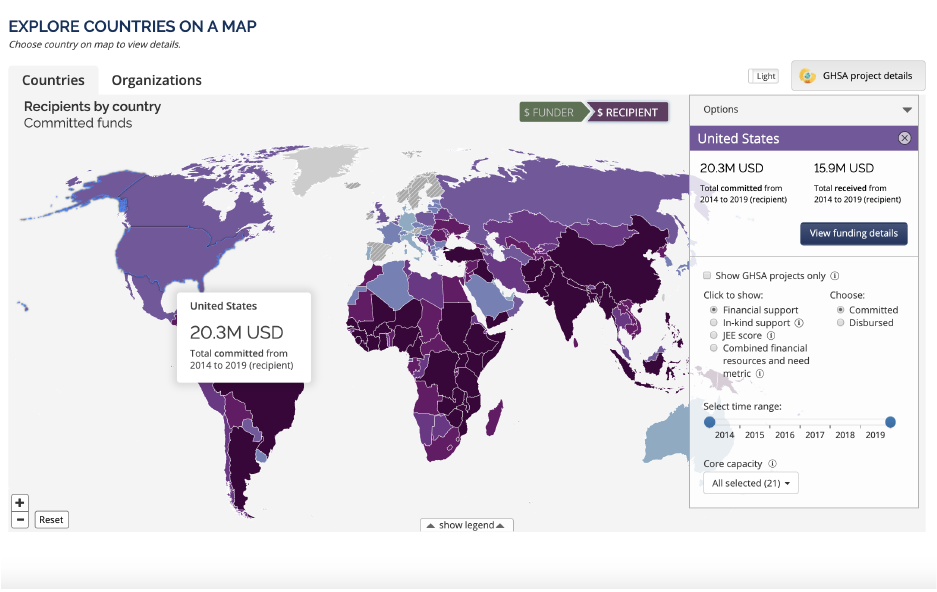 EXPLORE COUNTRIES ON A MAP
Choose country on map to view details.
Countries
Organizations
Light
GHSA project details
Recipients by country
Committed funds
$ FUNDER
$ RECIPIENT
Options
United States
20.3M USD
15.9M USD
Total committed from
2014 to 2019 (recipient)
Total received from
2014 to 2019 (recipient)
View funding details
Show GHSA projects only
Click to show:
Choose:
Financial support
Committed
In-kind support
Disbursed
JEE score
Combined financial
resources and need
metric
United States
20.3M USD
Total committed from
2014 to 2019 (recipient)
Select time range:
2014 2015 2016 2017 2018 2019
Core capacity
All selected (21)
+
−
Reset
show legend